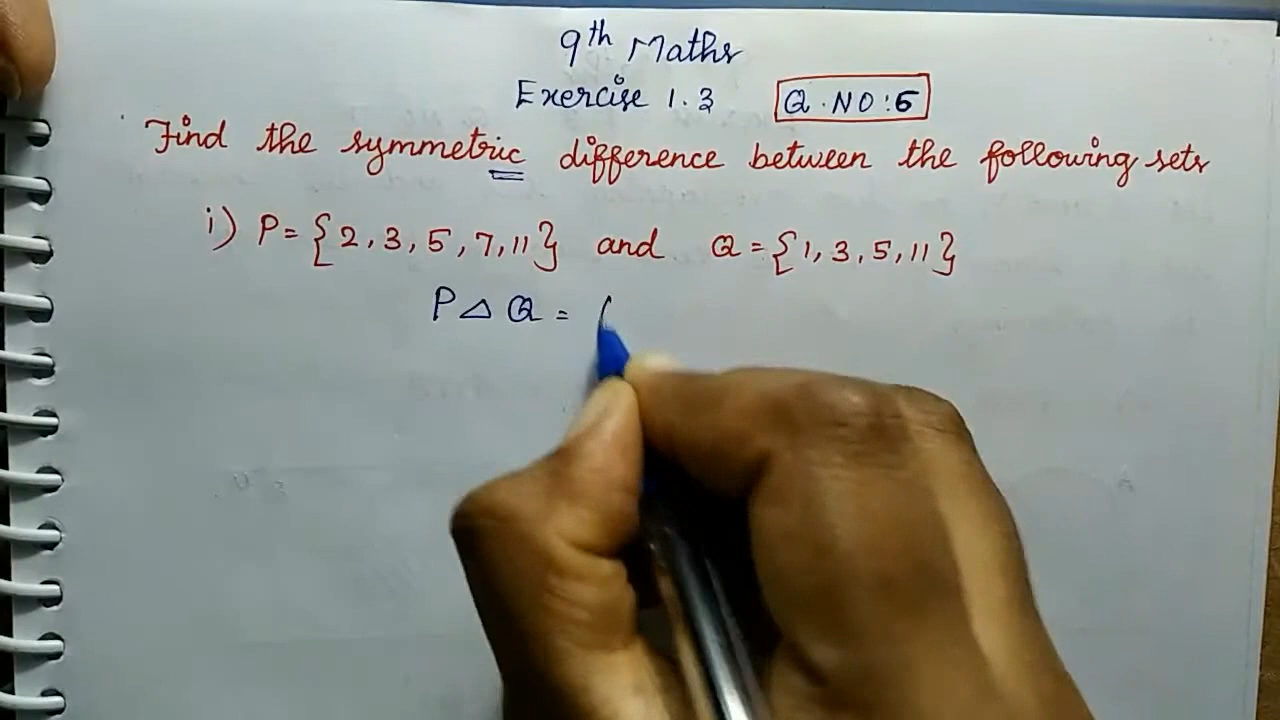 9th Maths
Exercise 1.3 Q.NO:6
Find the symmetric difference between the following sets
i) P={2,3,5,7,11} and Q={1,3,5,11}
P △ Q = (